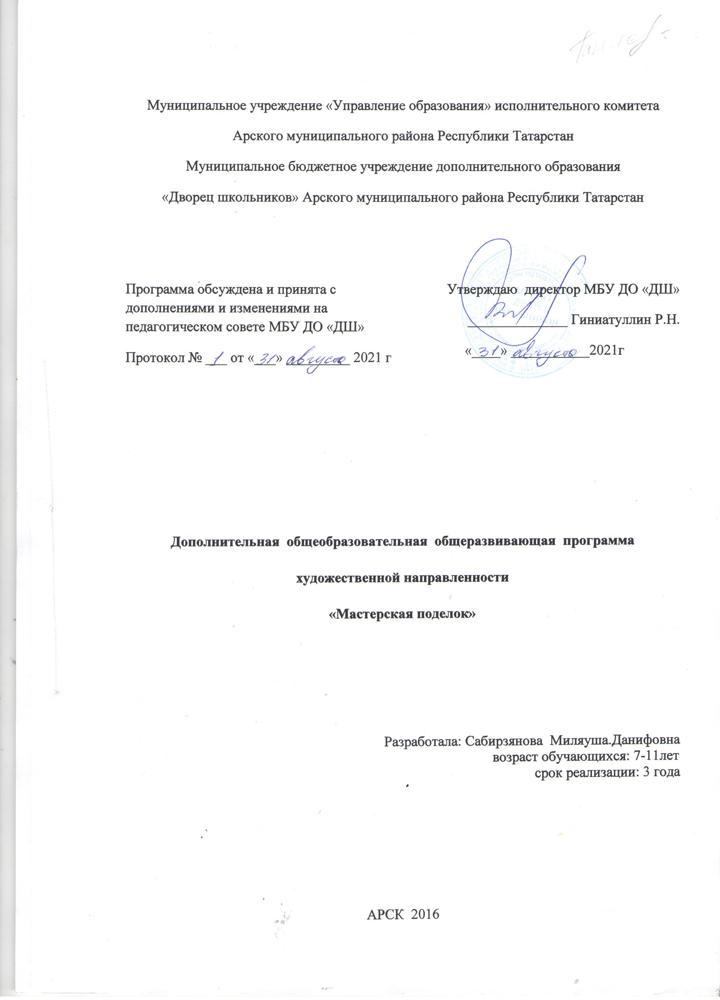 Муниципальное учреждение «Управление образования» исполнительного комитета
Арского муниципального района Республики Татарстан
Муниципальное бюджетное учреждение дополнительного образования
«Дворец школьников» Арского муниципального района Республики Татарстан
Программа обсуждена и принята с
дополнениями и изменениями на
педагогическом совете МБУ ДО «ДШ»
Протокол № 1 от «31» августа 2021 г
Утверждаю директор МБУ ДО «ДШ»
Гиниатуллин Р.Н.
«31» августа 2021г
Дополнительная общеобразовательная общеразвивающая программа
художественной направленности
«Мастерская поделок»
Разработала: Сабирзянова Миляуша.Данифовна
возраст обучающихся: 7-11лет
срок реализации: 3 года
АРСК 2016